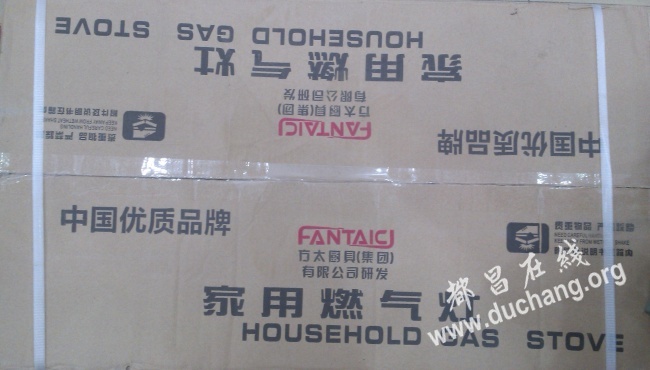 HOUSEHOLD GAS STOVE
家用燃气灶
FANTAICJ
方太厨具(集团)
有限公司研发
中国优质品牌
中国优质品牌
FANTAICJ
方太厨具(集团)
有限公司研发
家用燃气灶
HOUSEHOLD GAS STOVE
都昌在线
www.duchang.org